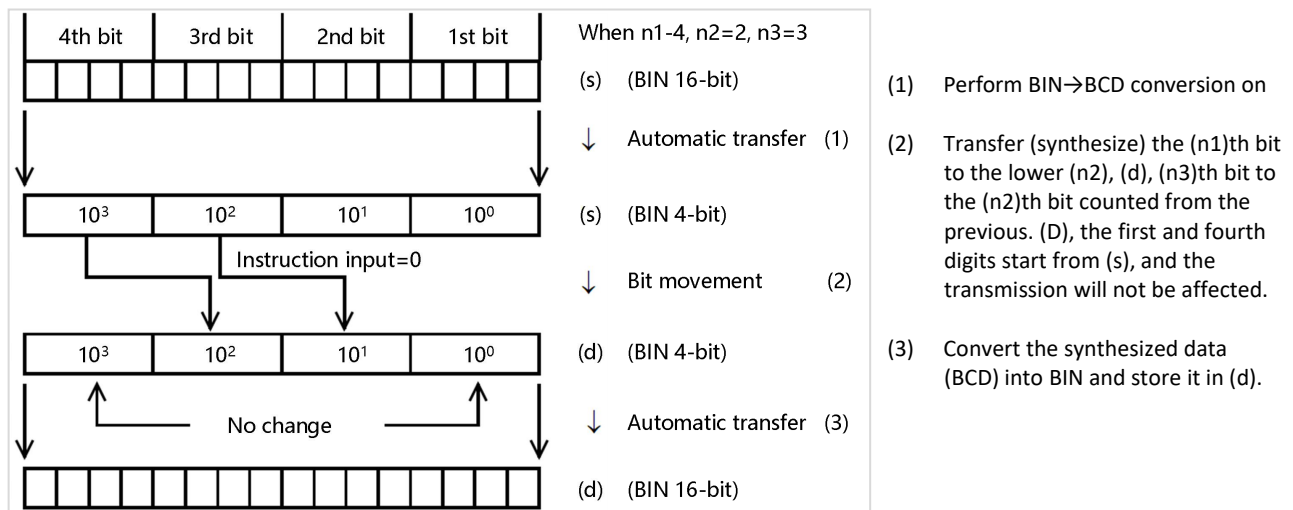 4th bit 3rd bit 2nd bit 1st bit
When n1-4, n2=2, n3=3
(s) (BIN 16-bit)
↓ Automatic transfer (1)
10³ 10² 10¹ 10⁰
(s) (BIN 4-bit)
Instruction input=0
↓ Bit movement (2)
10³ 10² 10¹ 10⁰
(d) (BIN 4-bit)
No change
↓ Automatic transfer (3)
(d) (BIN 16-bit)
(1) Perform BIN→BCD conversion on
(2) Transfer (synthesize) the (n1)th bit
to the lower (n2), (d), (n3)th bit to
the (n2)th bit counted from the
previous. (D), the first and fourth
digits start from (s), and the
transmission will not be affected.
(3) Convert the synthesized data
(BCD) into BIN and store it in (d).